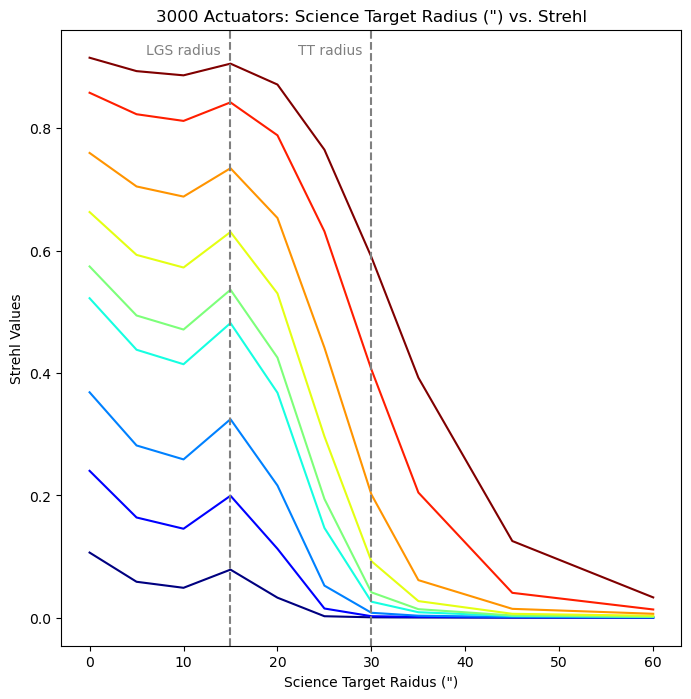 3000 Actuators: Science Target Radius (") vs. Strehl
LGS radius
TT radius
0.8
0.6
0.4
0.2
0.0
Strehl Values
0 10 20 30 40 50 60
Science Target Raidus (")